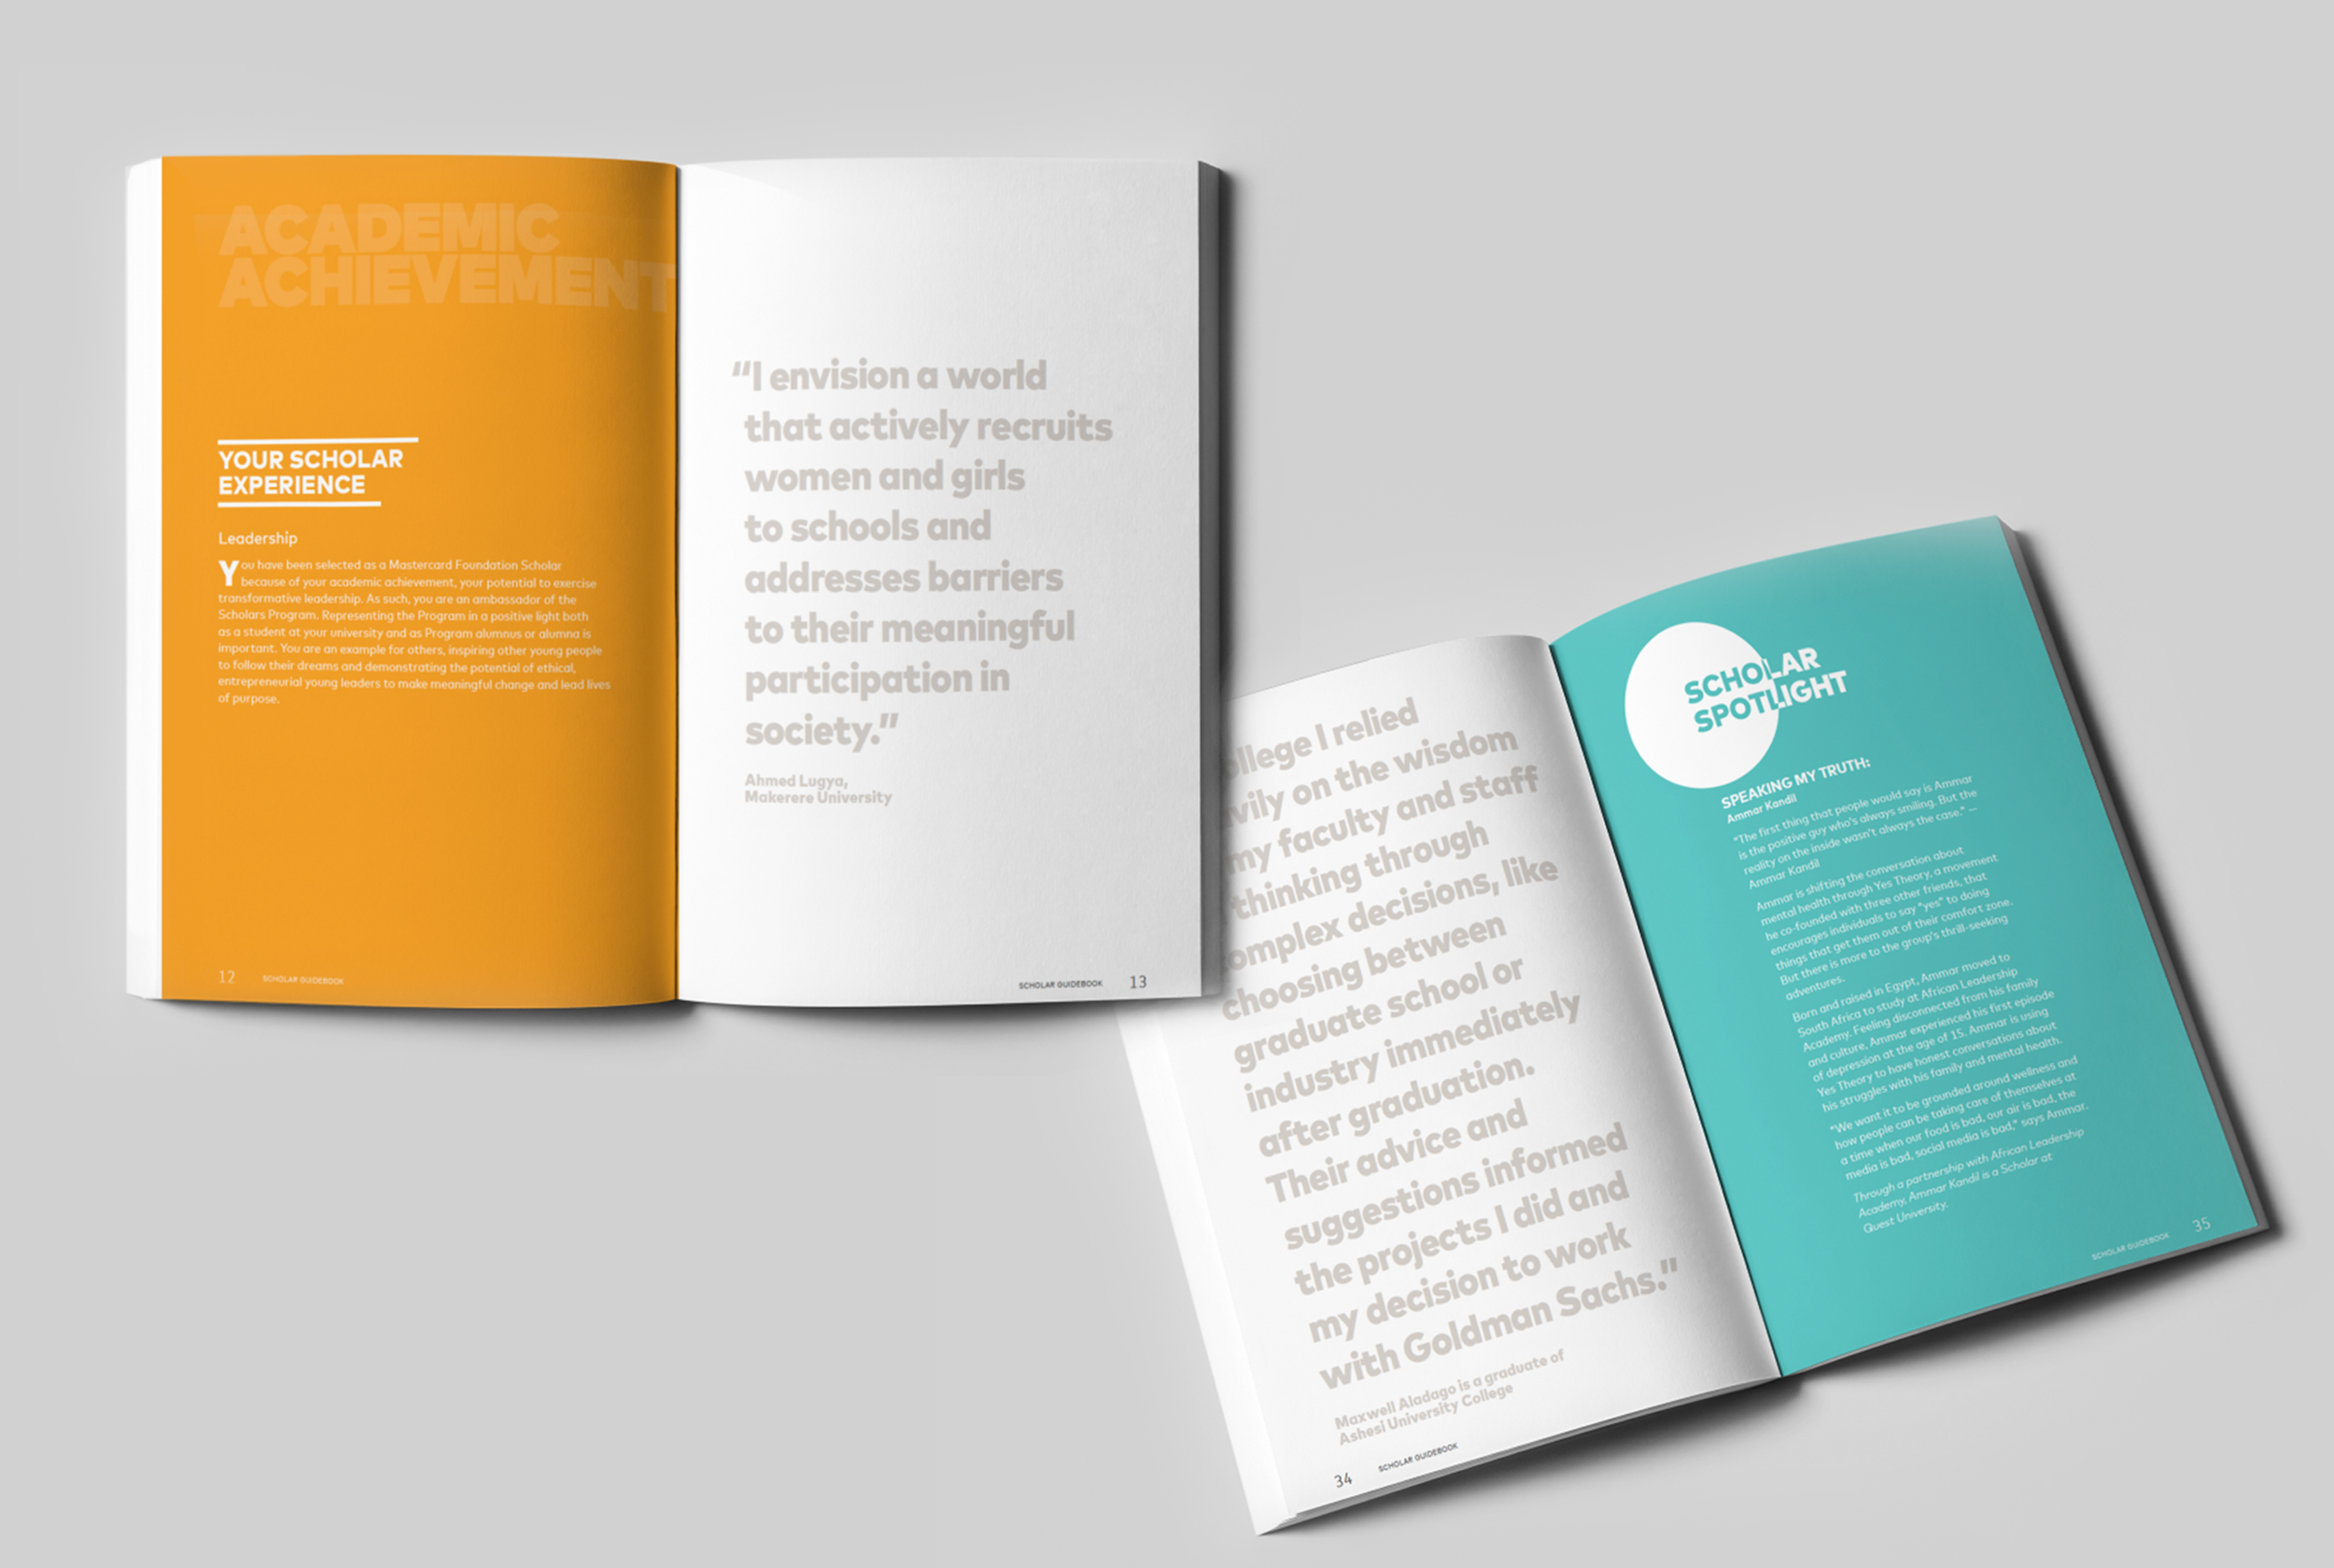 ACADEMIC
ACHIEVEMENT
YOUR SCHOLAR
EXPERIENCE
Leadership
You have been selected as a Mastercard Foundation Scholar
because of your academic achievement, your potential to exercise
transformative leadership. As such, you are an ambassador of the
Scholars Program. Representing the Program in a positive light both
as a student at your university and as Program alumnus or alumna is
important. You are an example for others, inspiring other young people
to follow their dreams and demonstrating the potential of ethical,
entrepreneurial young leaders to make meaningful change and lead lives
of purpose.
12 SCHOLAR GUIDEBOOK
“I envision a world
that actively recruits
women and girls
to schools and
addresses barriers
to their meaningful
participation in
society.”
Ahmed Lugya,
Makerere University
SCHOLAR GUIDEBOOK 13
ollege I relied
vily on the wisdom
my faculty and staff
thinking through
omplex decisions, like
choosing between
graduate school or
industry immediately
after graduation.
Their advice and
suggestions informed
the projects I did and
my decision to work
with Goldman Sachs.”
Maxwell Aladago is a graduate of
Ashesi University College
34 SCHOLAR GUIDEBOOK
SCHOLAR
SPOTLIGHT
SPEAKING MY TRUTH:
Ammar Kandil
“The first thing that people would say is Ammar
is the positive guy who's always smiling. But the
reality on the inside wasn't always the case.” —
Ammar Kandil
Ammar is shifting the conversation about
mental health through Yes Theory, a movement
he co-founded with three other friends, that
encourages individuals to say “yes” to doing
things that get them out of their comfort zone.
But there is more to the group's thrill-seeking
adventures.
Born and raised in Egypt, Ammar moved to
South Africa to study at African Leadership
Academy. Feeling disconnected from his family
and culture, Ammar experienced his first episode
of depression at the age of 15. Ammar is using
Yes Theory to have honest conversations about
his struggles with his family and mental health.
“We want it to be grounded around wellness and
how people can be taking care of themselves at
a time when our food is bad, our air is bad, the
media is bad, social media is bad,” says Ammar.
Through a partnership with African Leadership
Academy, Ammar Kandil is a Scholar at
Quest University.
SCHOLAR GUIDEBOOK 35